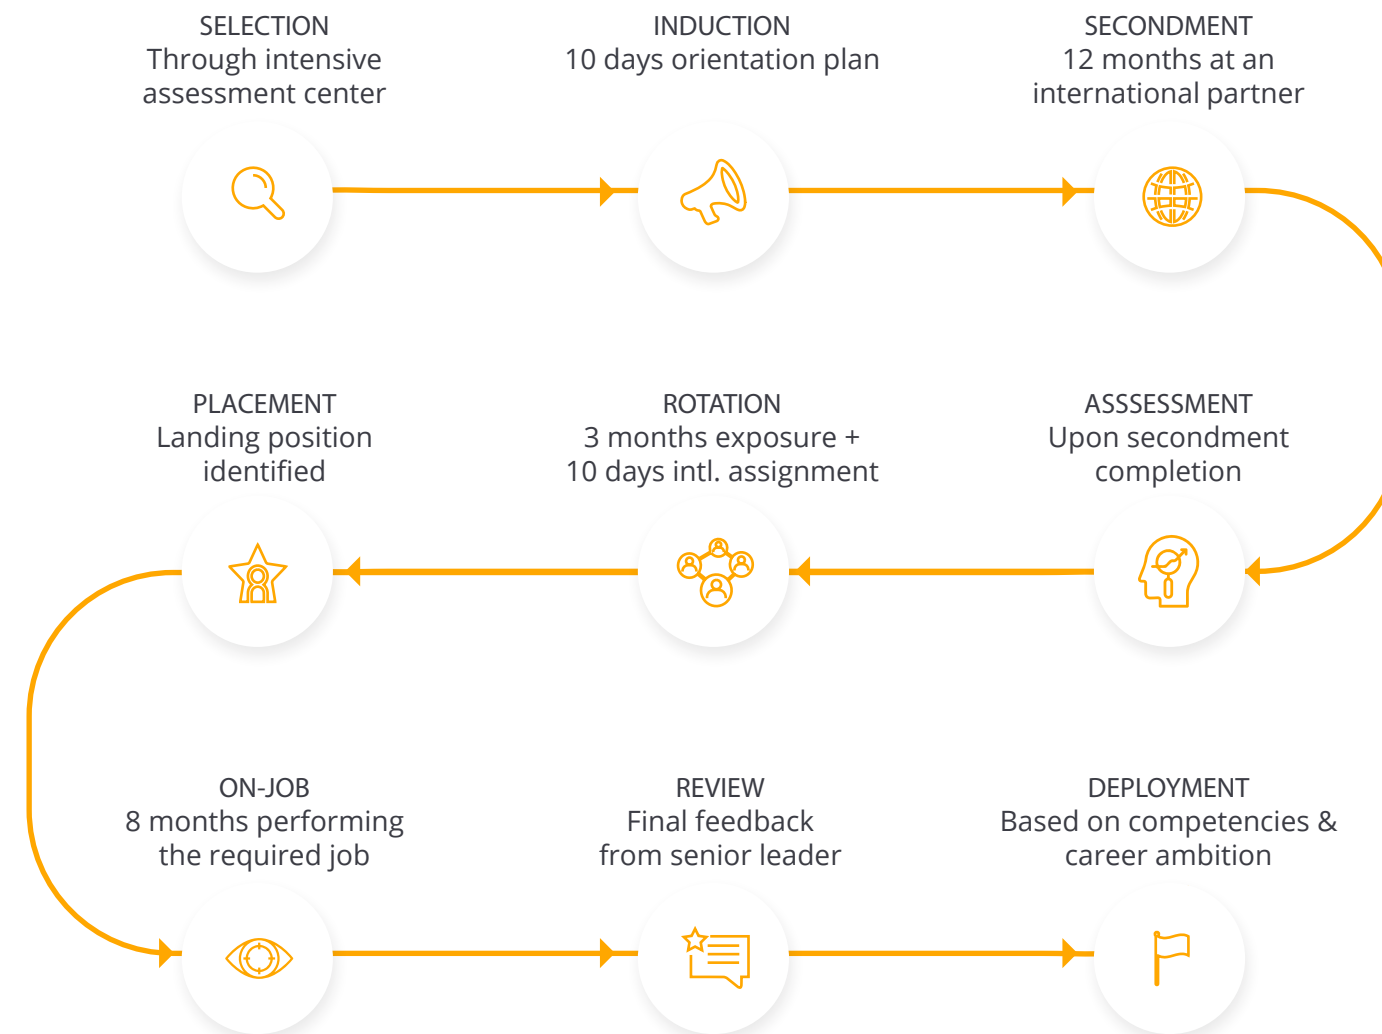 SELECTION
Through intensive
assessment center
INDUCTION
10 days orientation plan
SECONDMENT
12 months at an
international partner
ASSSESSMENT
Upon secondment
completion
ROTATION
3 months exposure +
10 days intl. assignment
PLACEMENT
Landing position
identified
ON-JOB
8 months performing
the required job
REVIEW
Final feedback
from senior leader
DEPLOYMENT
Based on competencies &
career ambition